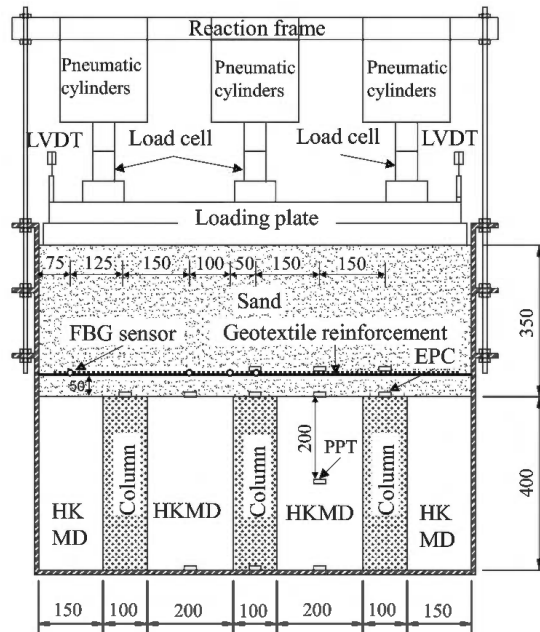 Reaction frame
Pneumatic cylinders
Pneumatic cylinders
Pneumatic cylinders
LVDT
Load cell
Load cell
LVDT
Loading plate
75
125
150
100
50
150
150
Sand
FBG sensor
Geotextile reinforcement
EPC
50
350
200
PPT
400
HK MD
Column
HKMD
Column
HKMD
Column
HK MD
150
100
200
100
200
100
150